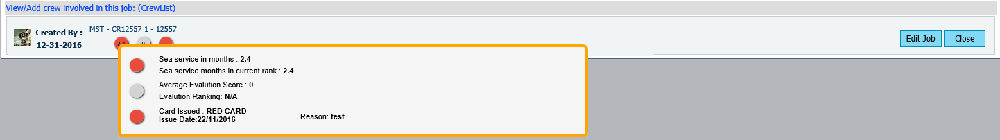 View/Add crew involved in this job: (CrewList)
Created By : MST - CR12557 1 - 12557
12-31-2016
2.4 0
Edit Job Close
Sea service in months : 2.4
Sea service months in current rank : 2.4
Average Evalution Score : 0
Evalution Ranking: N/A
Card Issued : RED CARD
Issue Date:22/11/2016 Reason: test